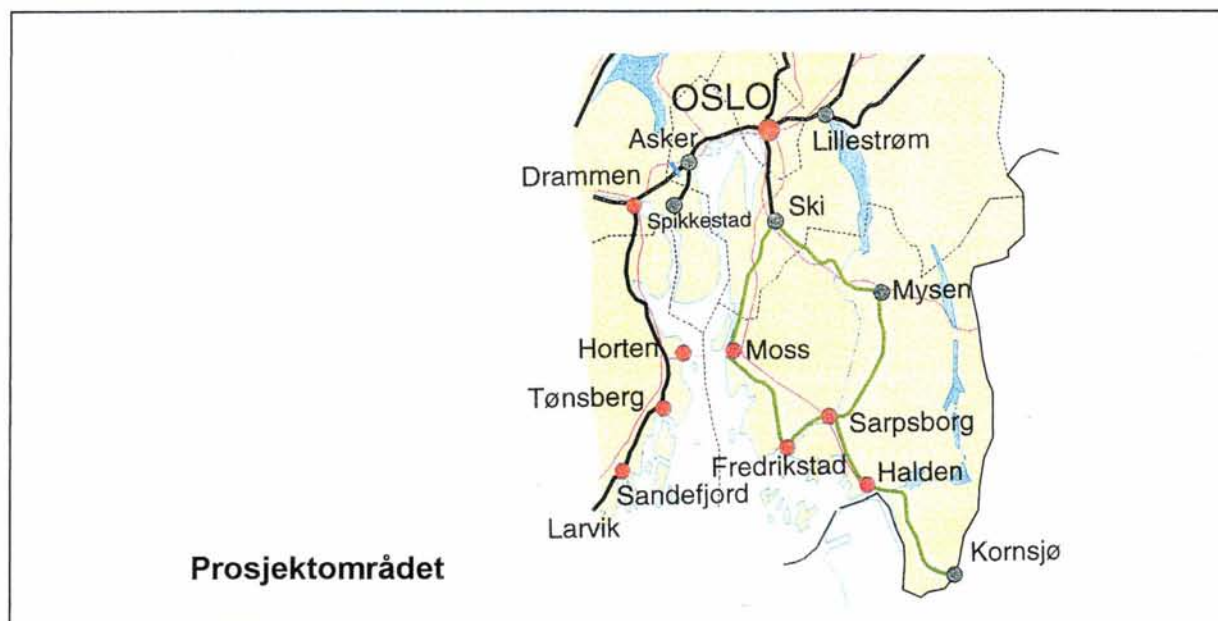 OSLO
Lillestrøm
Asker
Drammen
Spikkestad
Ski
Mysen
Horten
Moss
Tønsberg
Sarpsborg
Fredrikstad
Halden
Sandefjord
Larvik
Kornsjø
Prosjektområdet